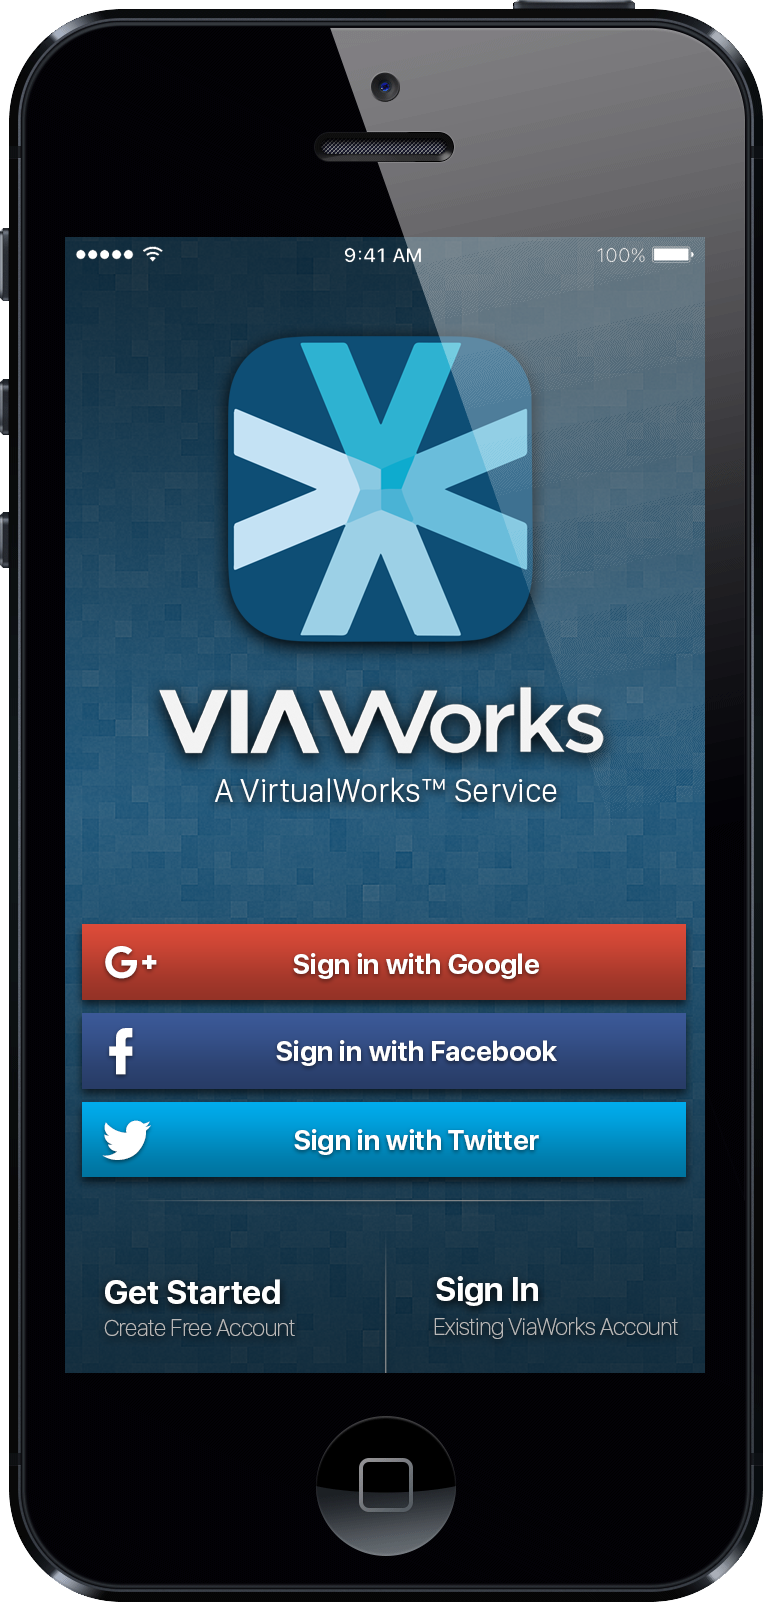 9:41 AM 100%
VIAWorks
A VirtualWorks™ Service
G+ Sign in with Google
f Sign in with Facebook
Sign in with Twitter
Get Started Sign In
Create Free Account Existing ViaWorks Account